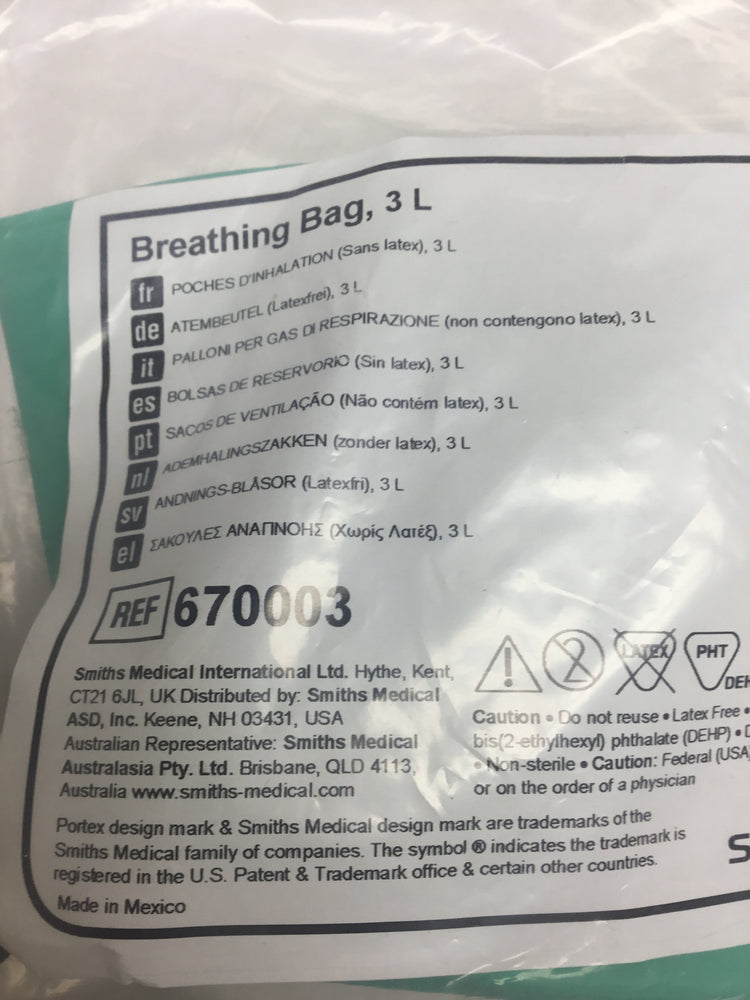 Breathing Bag, 3 L
fr POCHES D'INHALATION (Sans latex), 3 L
de ATEMBEUTEL (Latexfrei), 3 L
it PALLONI PER GAS DI RESPIRAZIONE (non contengono latex), 3 L
es BOLSAS DE RESERVORIO (Sin latex), 3 L
pt SACOS DE VENTILAÇÃO (Não contém latex), 3 L
nl ADEMHALINGSZAKKEN (zonder latex), 3 L
sv ANDNINGS-BLÅSOR (Latexfri), 3 L
el ΣΑΚΟΥΛΕΣ ΑΝΑΠΝΟΗΣ (Χωρίς Λατέξ), 3 L
REF 670003
Smiths Medical International Ltd. Hythe, Kent,
CT21 6JL, UK Distributed by: Smiths Medical
ASD, Inc. Keene, NH 03431, USA
Australian Representative: Smiths Medical
Australasia Pty. Ltd. Brisbane, QLD 4113,
Australia www.smiths-medical.com
2 LATEX PHT
Caution • Do not reuse • Latex Free •
bis(2-ethylhexyl) phthalate (DEHP) •
• Non-sterile • Caution: Federal (USA
or on the order of a physician
Portex design mark & Smiths Medical design mark are trademarks of the
Smiths Medical family of companies. The symbol ® indicates the trademark is
registered in the U.S. Patent & Trademark office & certain other countries.
Made in Mexico